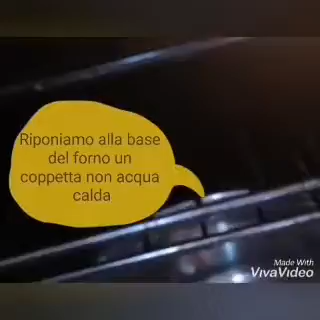 Riponiamo alla base
del forno un
coppetta non acqua
calda
Made With
VivaVideo